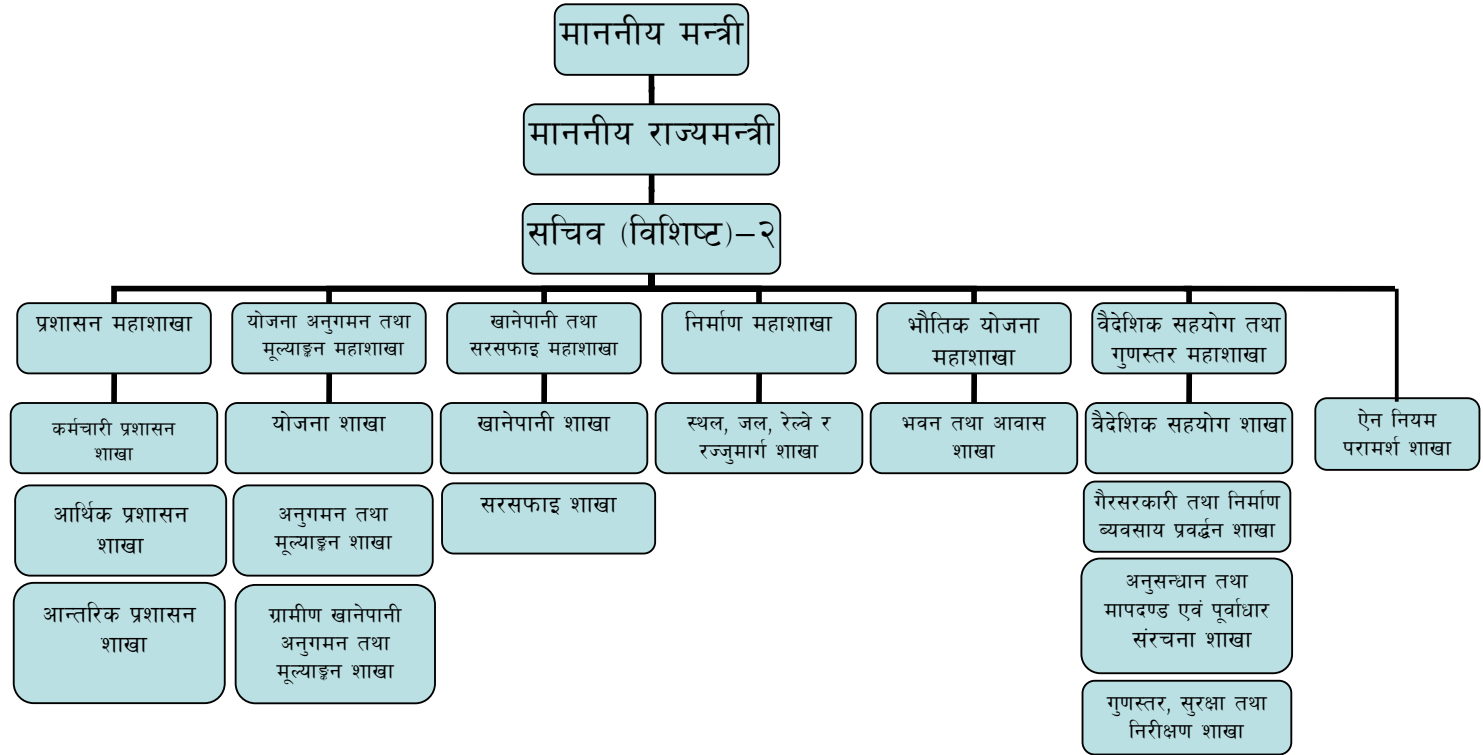 माननीय मन्त्री
माननीय राज्यमन्त्री
सचिव (विशिष्ट)–२
प्रशासन महाशाखा
योजना अनुगमन तथा
मूल्याङ्कन महाशाखा
खानेपानी तथा
सरसफाइ महाशाखा
निर्माण महाशाखा
भौतिक योजना
महाशाखा
वैदेशिक सहयोग तथा
गुणस्तर महाशाखा
कर्मचारी प्रशासन
शाखा
योजना शाखा
खानेपानी शाखा
स्थल, जल, रेल्वे र
रज्जुमार्ग शाखा
भवन तथा आवास
शाखा
वैदेशिक सहयोग शाखा
ऐन नियम
परामर्श शाखा
आर्थिक प्रशासन
शाखा
अनुगमन तथा
मूल्याङ्कन शाखा
सरसफाइ शाखा
गैरसरकारी तथा निर्माण
ब्यवसाय प्रवर्द्धन शाखा
आन्तरिक प्रशासन
शाखा
ग्रामीण खानेपानी
अनुगमन तथा
मूल्याङ्कन शाखा
अनुसन्धान तथा
मापदण्ड एवं पूर्वाधार
संरचना शाखा
गुणस्तर, सुरक्षा तथा
निरीक्षण शाखा